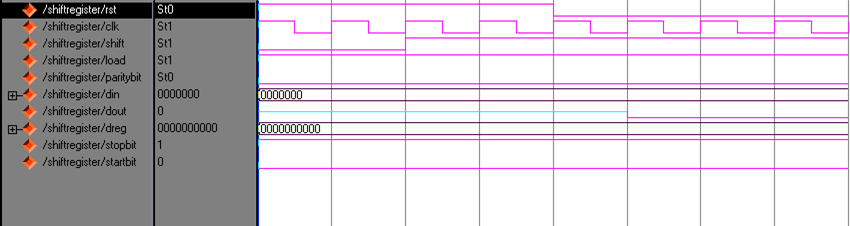 /shiftregister/rst St0
/shiftregister/clk St1
/shiftregister/shift St1
/shiftregister/load St1
/shiftregister/paritybit St0
/shiftregister/din 0000000 0000000
/shiftregister/dout 0
/shiftregister/dreg 0000000000 0000000000
/shiftregister/stopbit 1
/shiftregister/startbit 0